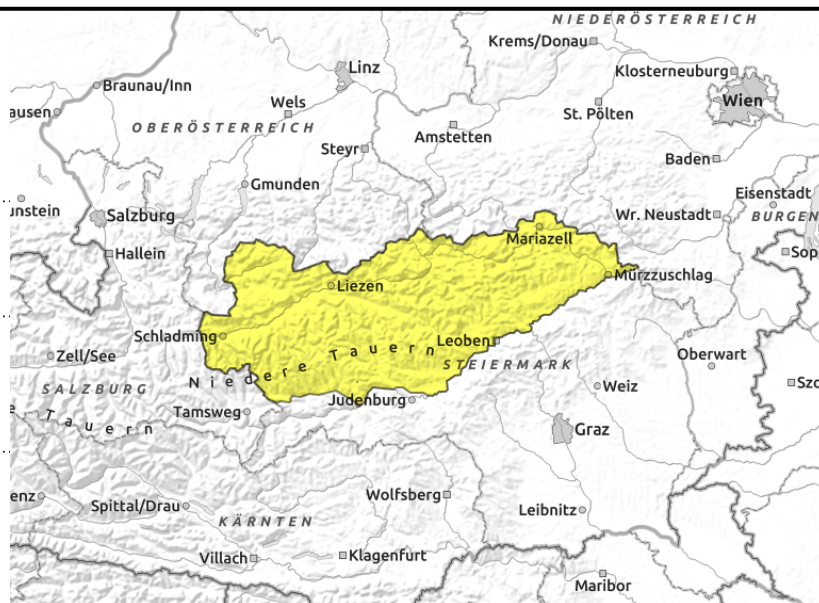 NIEDERÖSTERREICH
Krems/Donau
Linz
Klosterneuburg
Braunau/Inn
Wels
Wien
ausen
St. Pölten
OBERÖSTERREICH
Amstetten
Steyr
Baden
Gmunden
Eisenstadt
unstein
Salzburg
Wr. Neustadt
BURGEN
Mariazell
Hallein
Sop
Mürzzuschlag
Liezen
Schladming
Leoben
Zell/See
Niedere Tauern
STEIERMARK
Oberwart
SALZBURG
Weiz
Szo
Judenburg
Tamsweg
Tauern
Graz
enz
Wolfsberg
Spittal/Drau
Leibnitz
KÄRNTEN
Villach
Klagenfurt
Maribor